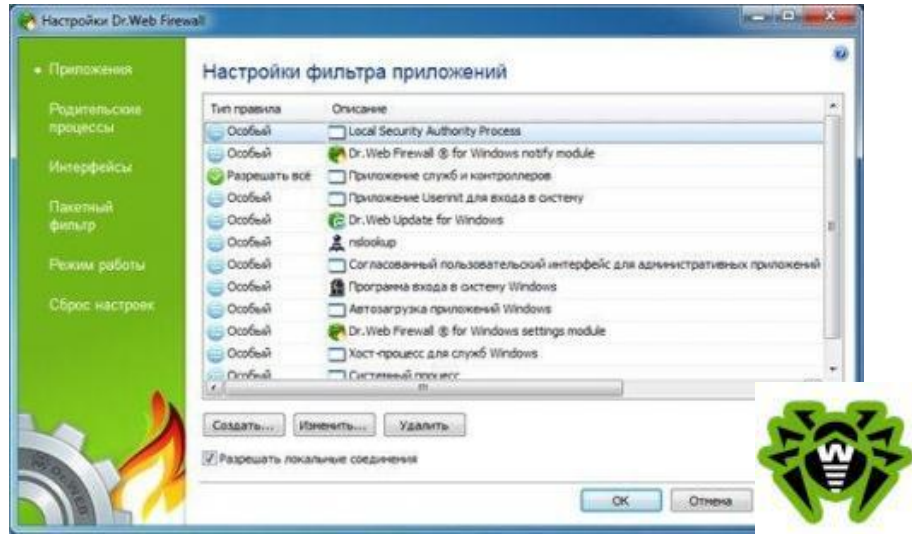 Настройки Dr.Web Firewall
Приложения
Родительские
процессы
Интерфейсы
Пакетный
фильтр
Режим работы
Сброс настроек
Настройки фильтра приложений
Тип правила Описание
Особый Local Security Authority Process
Особый Dr.Web Firewall ® for Windows notify module
Разрешать всё Приложение служб и контроллеров
Особый Приложение Userinit для входа в систему
Особый Dr.Web Update for Windows
Особый nslookup
Особый Согласованный пользовательский интерфейс для административных приложений
Особый Программа входа в систему Windows
Особый Автозагрузка приложений Windows
Особый Dr.Web Firewall ® for Windows settings module
Особый Хост-процесс для служб Windows
Особый Системный процесс
Создать... Изменить... Удалить
Разрешать локальные соединения
ОК Отмена
Dr.WEB